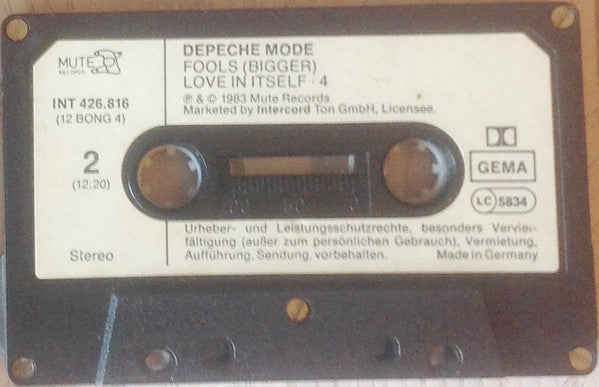 MUTE
RECORDS
DEPECHE MODE
FOOLS (BIGGER)
LOVE IN ITSELF · 4
℗ & © 1983 Mute Records
Marketed by Intercord Ton GmbH, Licensee.
INT 426.816
(12 BONG 4)
2
(12:20)
Stereo
GEMA
LC 5834
Urheber- und Leistungsschutzrechte, besonders Verviel-
fältigung (außer zum persönlichen Gebrauch), Vermietung,
Aufführung, Sendung, vorbehalten. Made in Germany